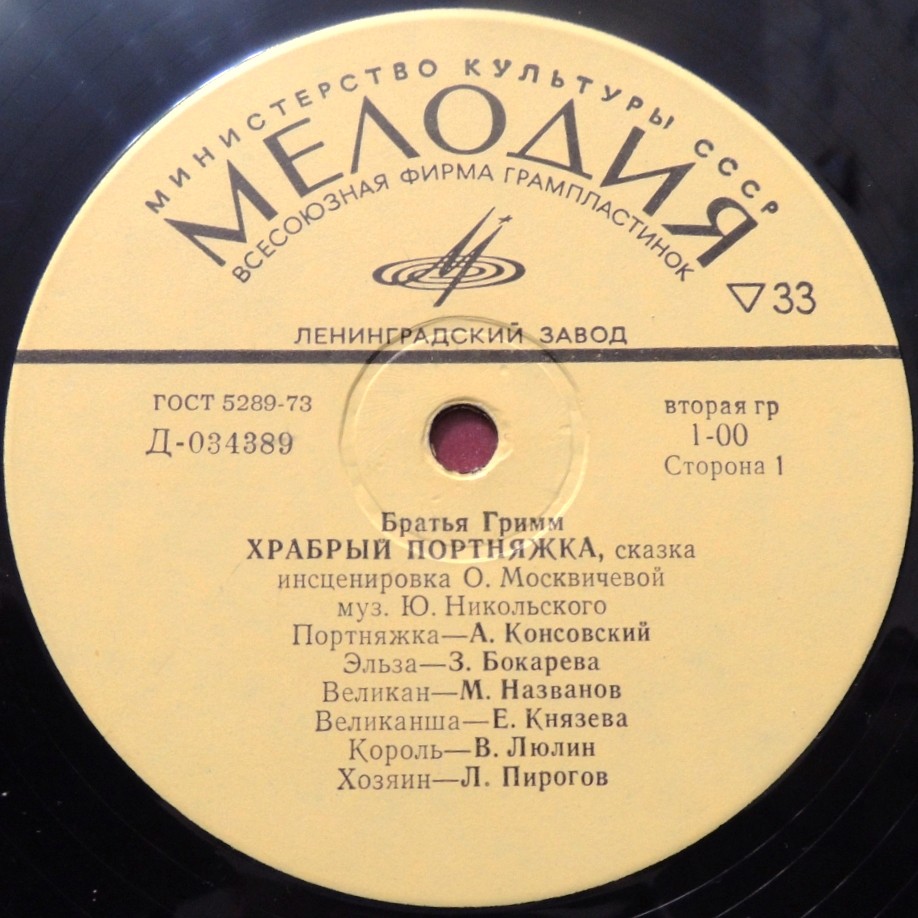 МИНИСТЕРСТВО КУЛЬТУРЫ СССР
МЕЛОДИЯ
ВСЕСОЮЗНАЯ ФИРМА ГРАМПЛАСТИНОК
▽33
ЛЕНИНГРАДСКИЙ ЗАВОД
ГОСТ 5289-73
Д-034389
вторая гр
1-00
Сторона 1
Братья Гримм
ХРАБРЫЙ ПОРТНЯЖКА, сказка
инсценировка О. Москвичевой
муз. Ю. Никольского
Портняжка—А. Консовский
Эльза—З. Бокарева
Великан—М. Названов
Великанша—Е. Князева
Король—В. Люлин
Хозяин—Л. Пирогов